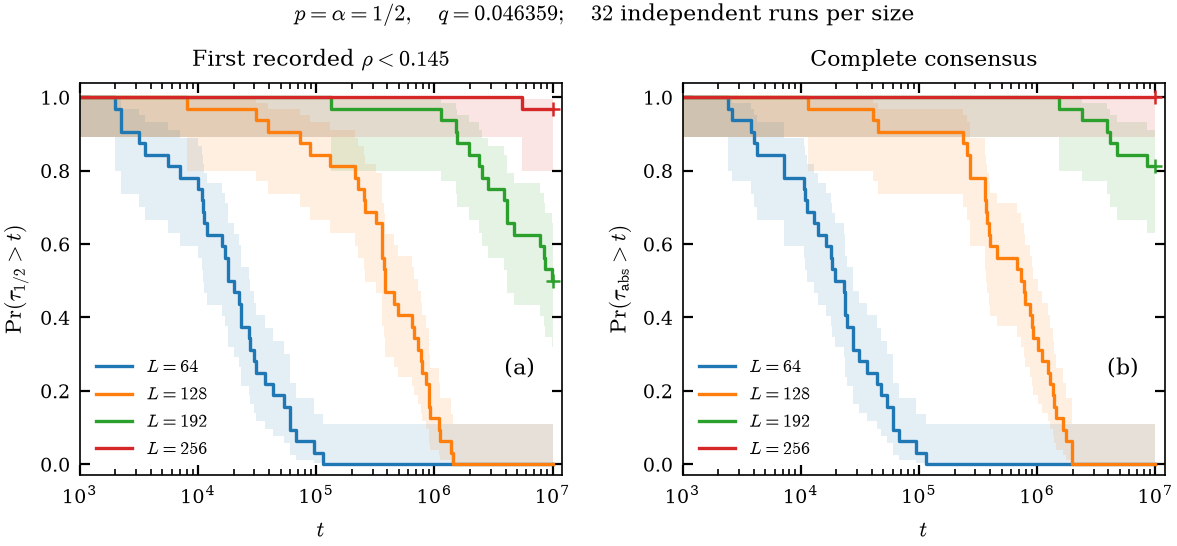 p = α = 1/2, q = 0.046359; 32 independent runs per size
First recorded ρ < 0.145
Pr(τ1/2 > t)
1.0
0.8
0.6
0.4
0.2
0.0
L = 64
L = 128
L = 192
L = 256
(a)
10³ 10⁴ 10⁵ 10⁶ 10⁷
t
Complete consensus
Pr(τabs > t)
1.0
0.8
0.6
0.4
0.2
0.0
L = 64
L = 128
L = 192
L = 256
(b)
10³ 10⁴ 10⁵ 10⁶ 10⁷
t